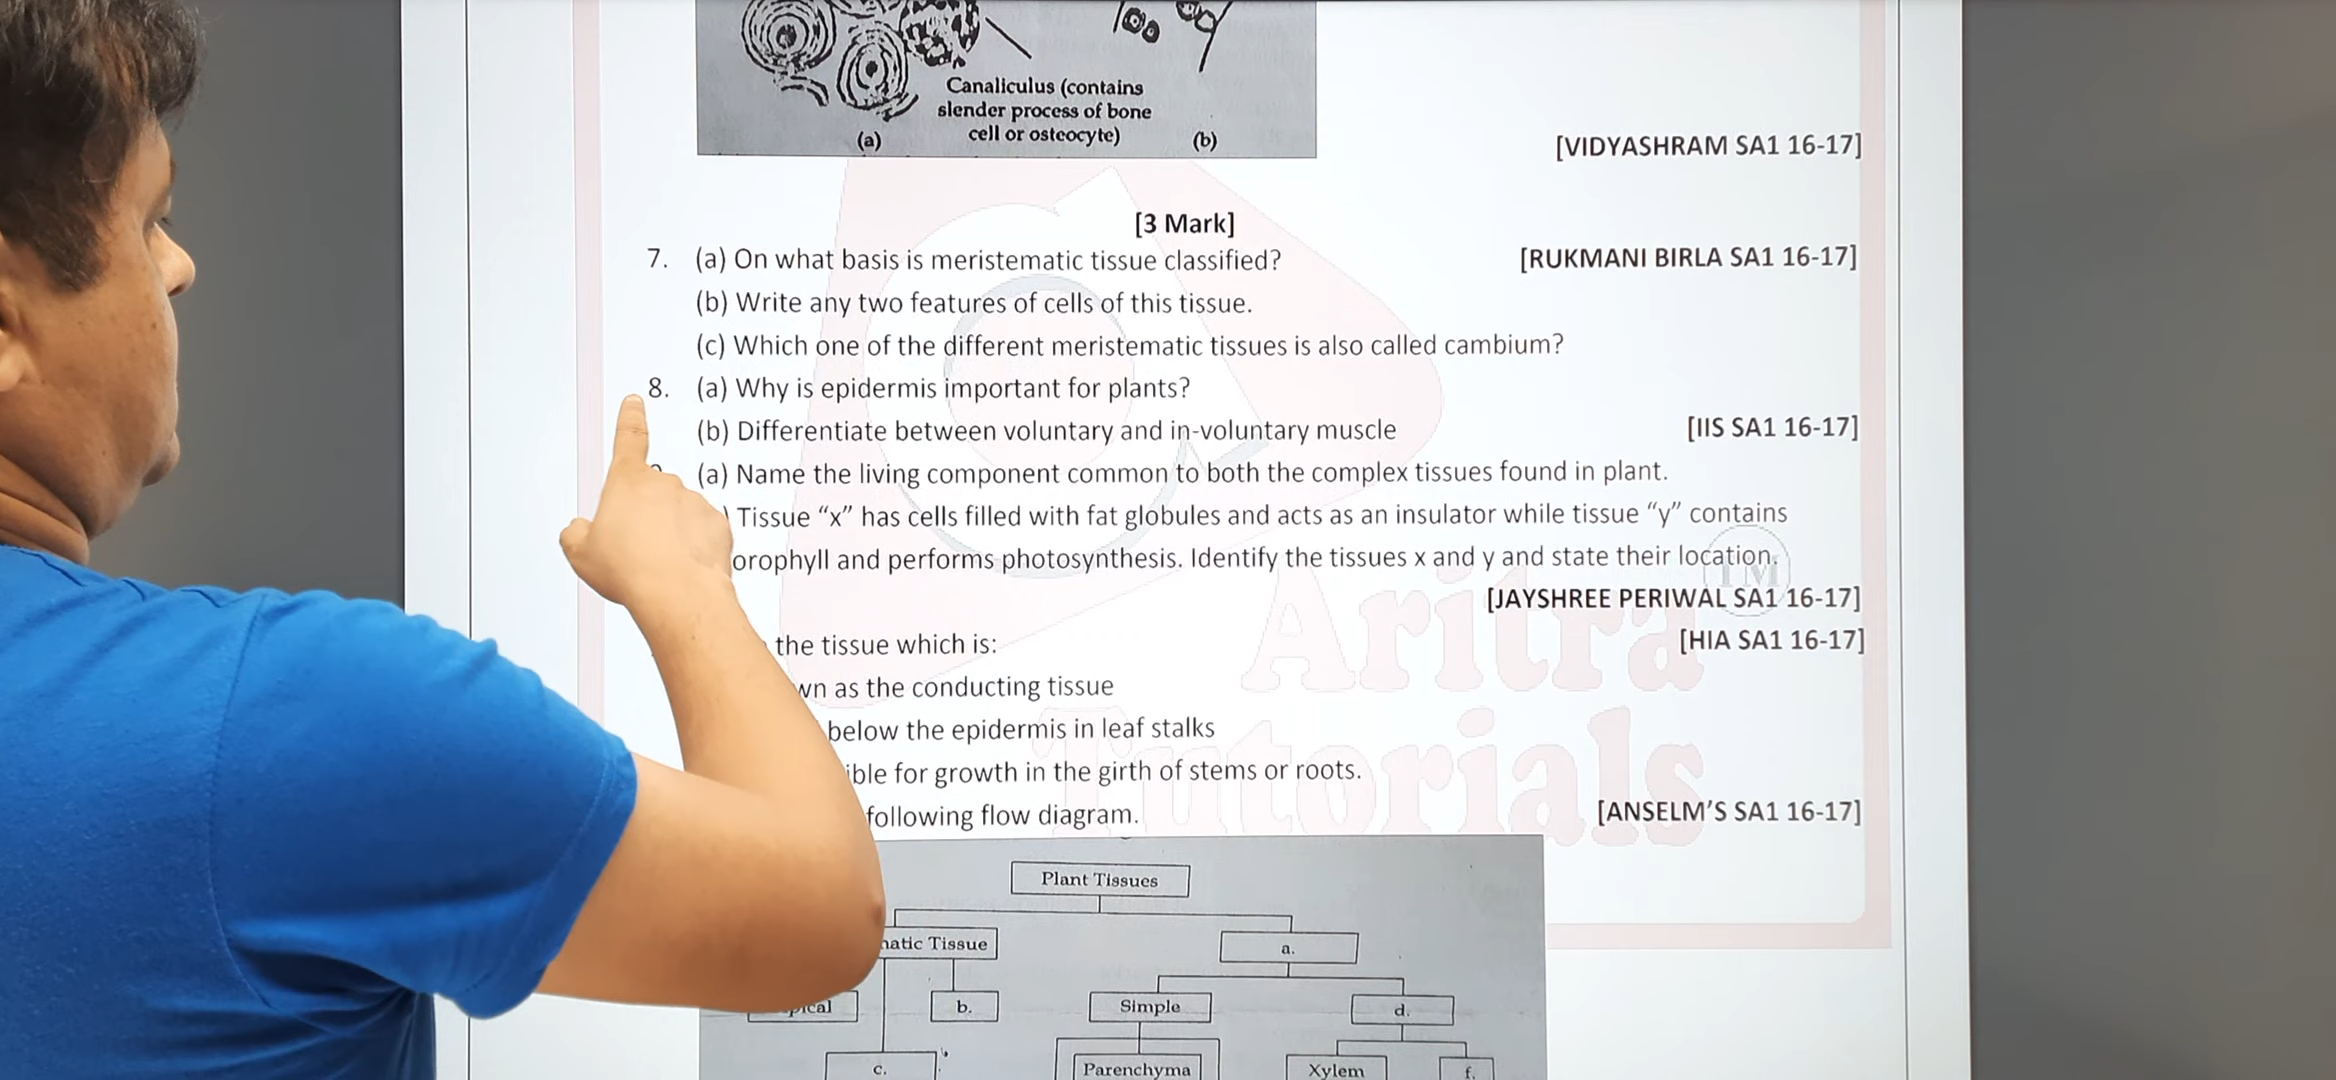 Canaliculus (contains
slender process of bone
cell or osteocyte)
(a)
(b)
[VIDYASHRAM SA1 16-17]
[3 Mark]
7. (a) On what basis is meristematic tissue classified? [RUKMANI BIRLA SA1 16-17]
(b) Write any two features of cells of this tissue.
(c) Which one of the different meristematic tissues is also called cambium?
8. (a) Why is epidermis important for plants?
(b) Differentiate between voluntary and in-voluntary muscle [IIS SA1 16-17]
(a) Name the living component common to both the complex tissues found in plant.
Tissue “x” has cells filled with fat globules and acts as an insulator while tissue “y” contains
orophyll and performs photosynthesis. Identify the tissues x and y and state their location.
[JAYSHREE PERIWAL SA1 16-17]
the tissue which is: [HIA SA1 16-17]
wn as the conducting tissue
below the epidermis in leaf stalks
ible for growth in the girth of stems or roots.
following flow diagram. [ANSELM’S SA1 16-17]
Plant Tissues
matic Tissue
a.
pical
b.
Simple
d.
c.
Parenchyma
Xylem
f.
Aritra
Tutorials
TM